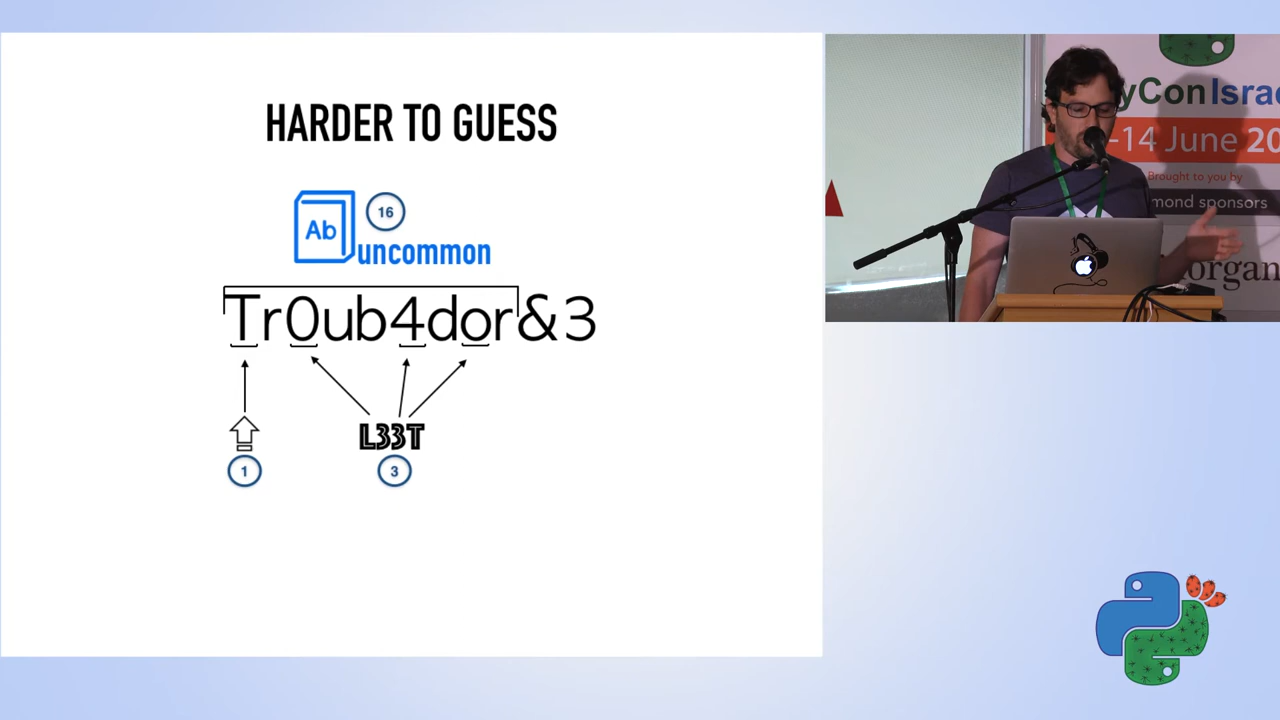 HARDER TO GUESS
Ab
16
uncommon
Tr0ub4dor&3
L33T
1
3
yCon Israe
-14 June 20
Brought to you by
mond sponsors
organ